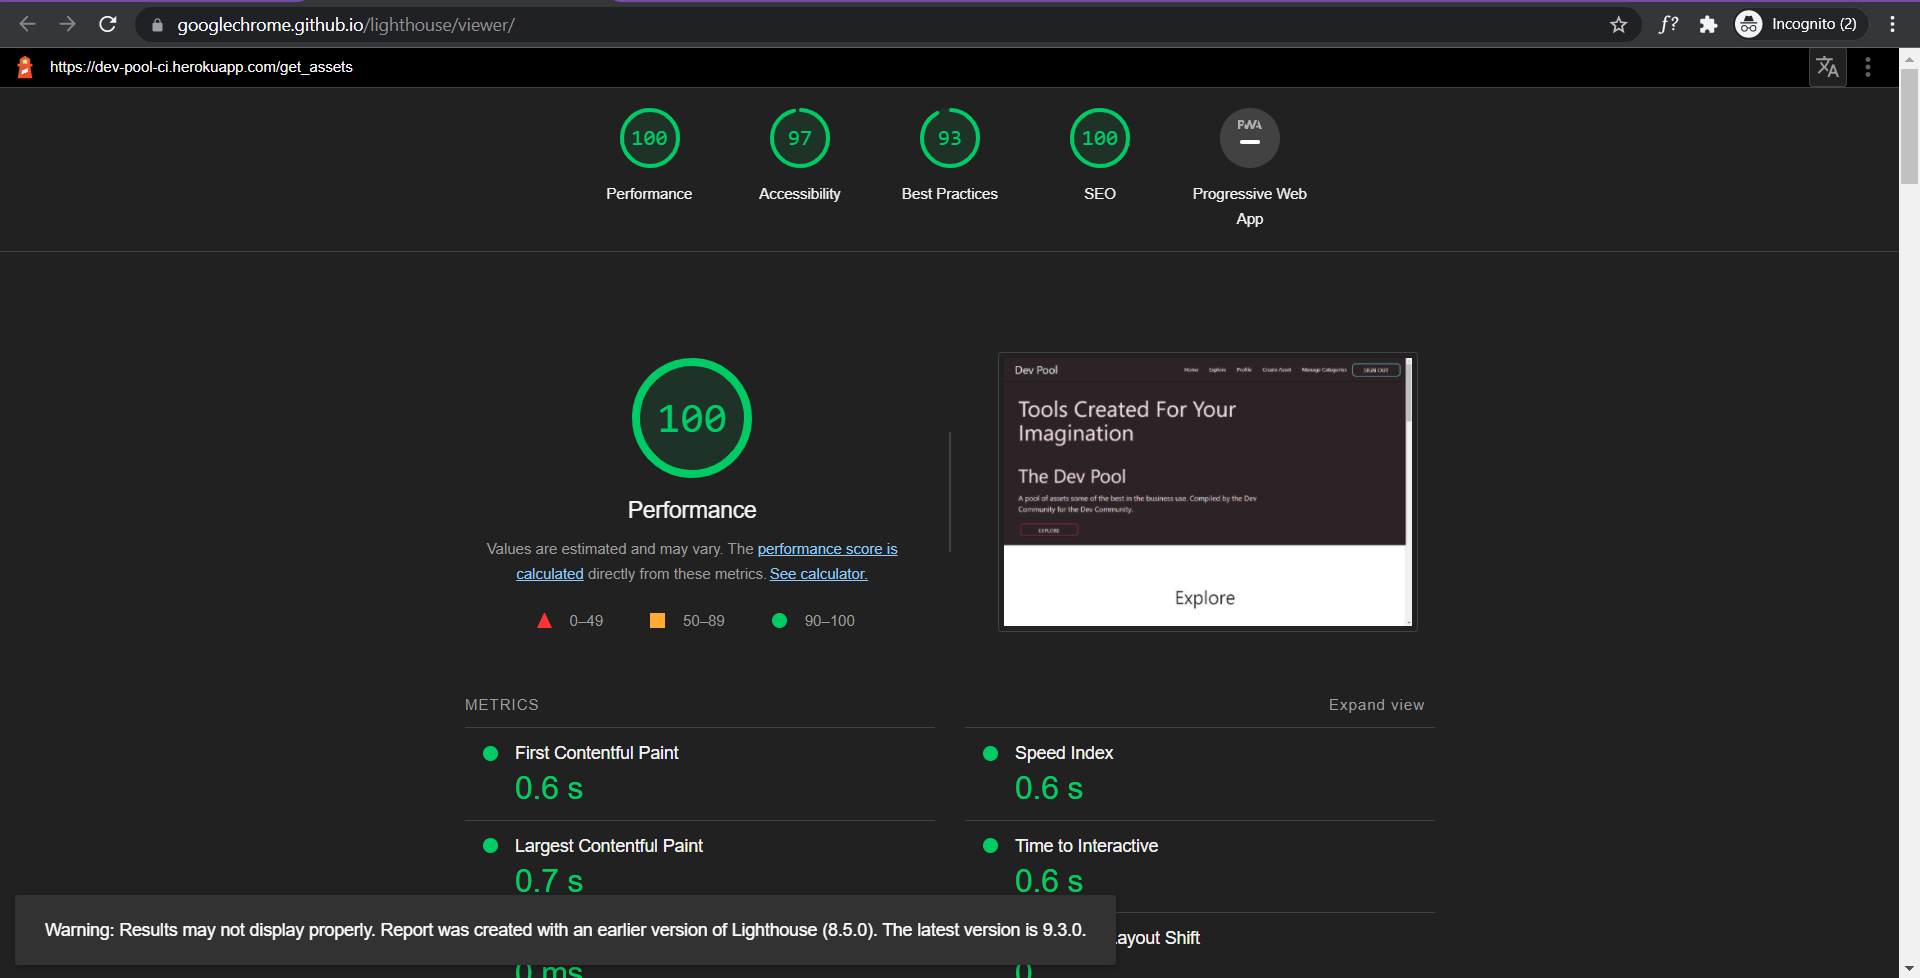 googlechrome.github.io/lighthouse/viewer/
f?
Incognito (2)
https://dev-pool-ci.herokuapp.com/get_assets
100
97
93
100
PWA
Performance
Accessibility
Best Practices
SEO
Progressive Web
App
100
Performance
Values are estimated and may vary. The performance score is
calculated directly from these metrics. See calculator.
0–49
50–89
90–100
Dev Pool
Home
Explore
Profile
Create Asset
Manage Categories
SIGN OUT
Tools Created For Your
Imagination
The Dev Pool
A pool of assets some of the best in the business use. Compiled by the Dev
Community for the Dev Community.
EXPLORE
Explore
METRICS
Expand view
First Contentful Paint
0.6 s
Speed Index
0.6 s
Largest Contentful Paint
0.7 s
Time to Interactive
0.6 s
Warning: Results may not display properly. Report was created with an earlier version of Lighthouse (8.5.0). The latest version is 9.3.0.
ayout Shift
0 ms
0